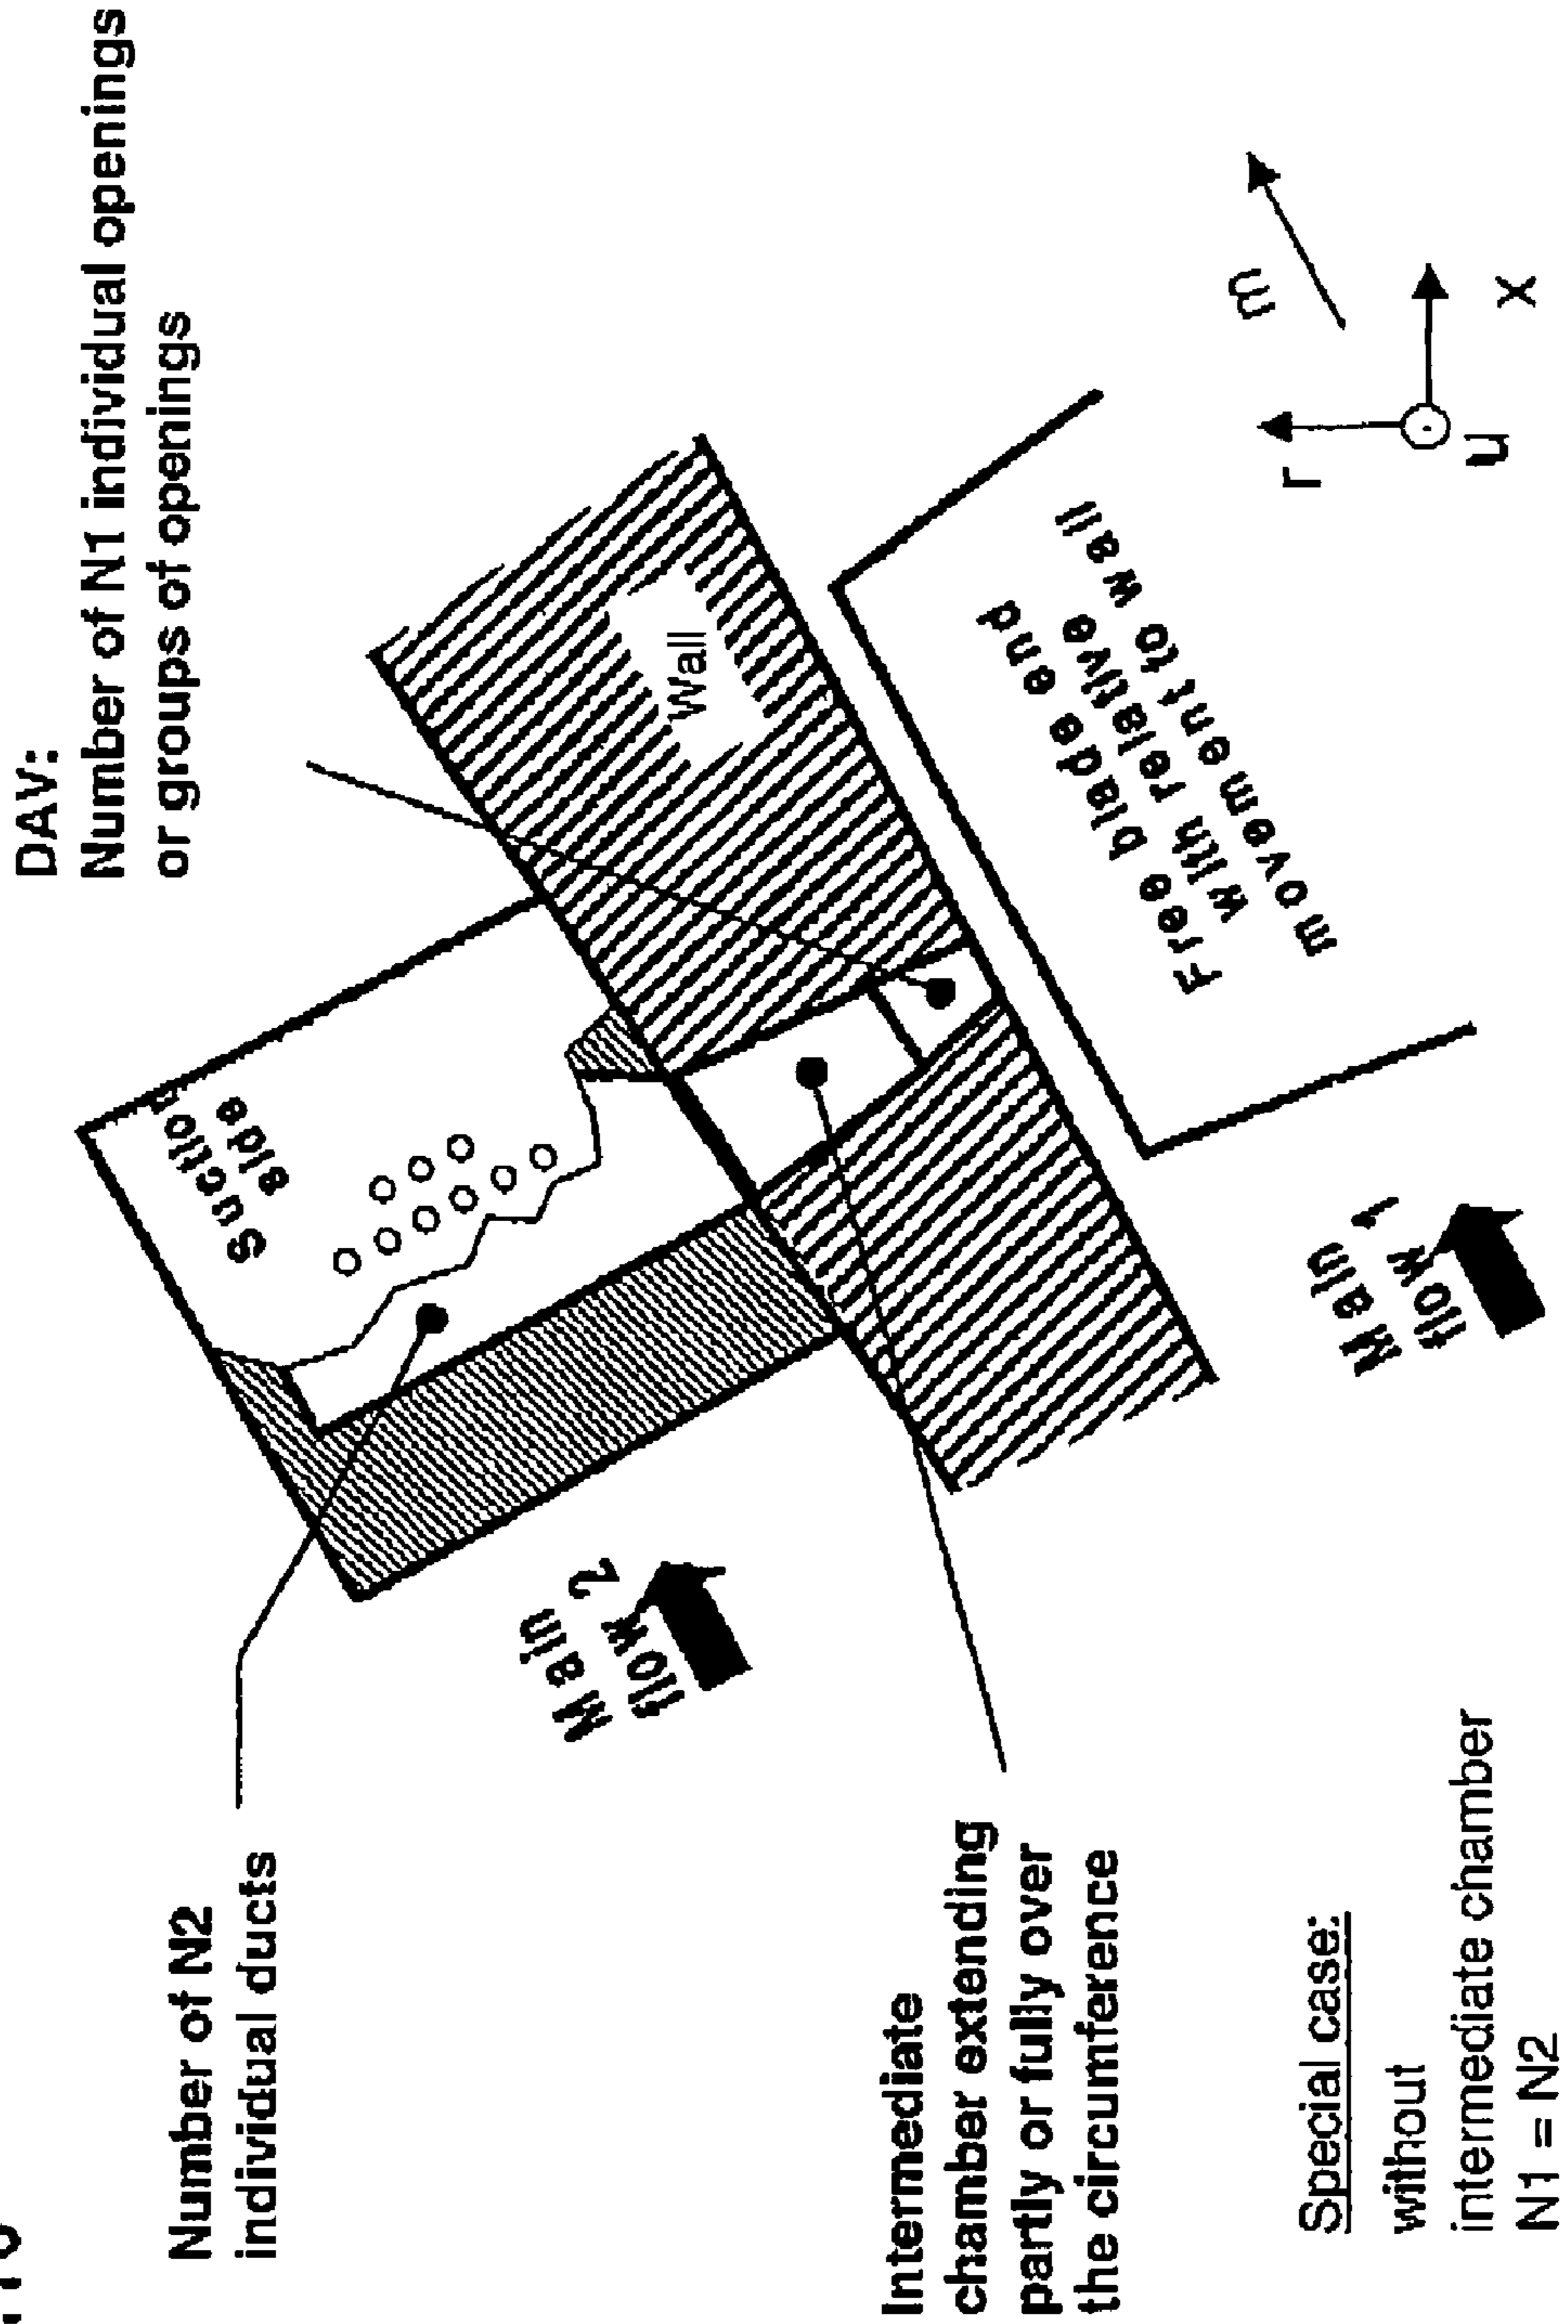 DAV:
Number of N1 individual openings
or groups of openings
Number of N2
individual ducts
Suctio
side
Wall
Main
flow
2
Intermediate
chamber extending
partly or fully over
the circumference
Free blade end
with relative
movement to wall
Main
flow
1
r
m
u
x
Special case:
without
intermediate chamber
N1 = N2